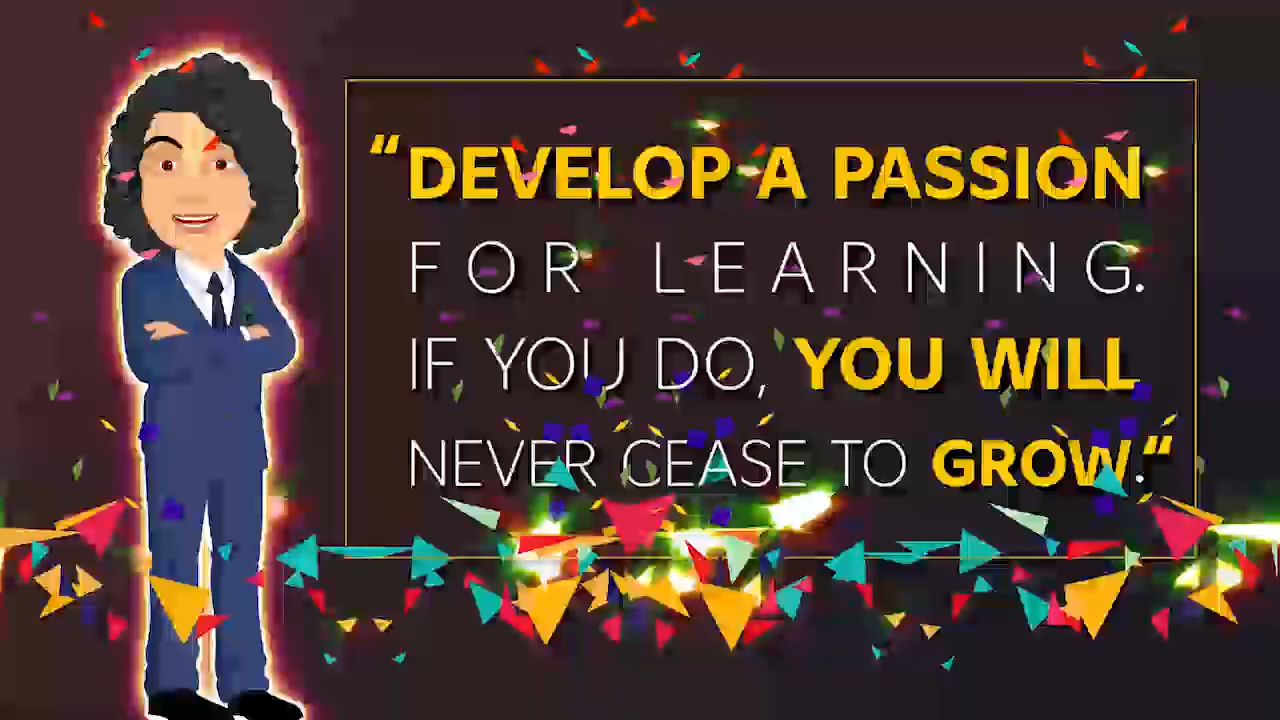 “DEVELOP A PASSION
FOR LEARNING.
IF YOU DO, YOU WILL
NEVER CEASE TO GROW.“